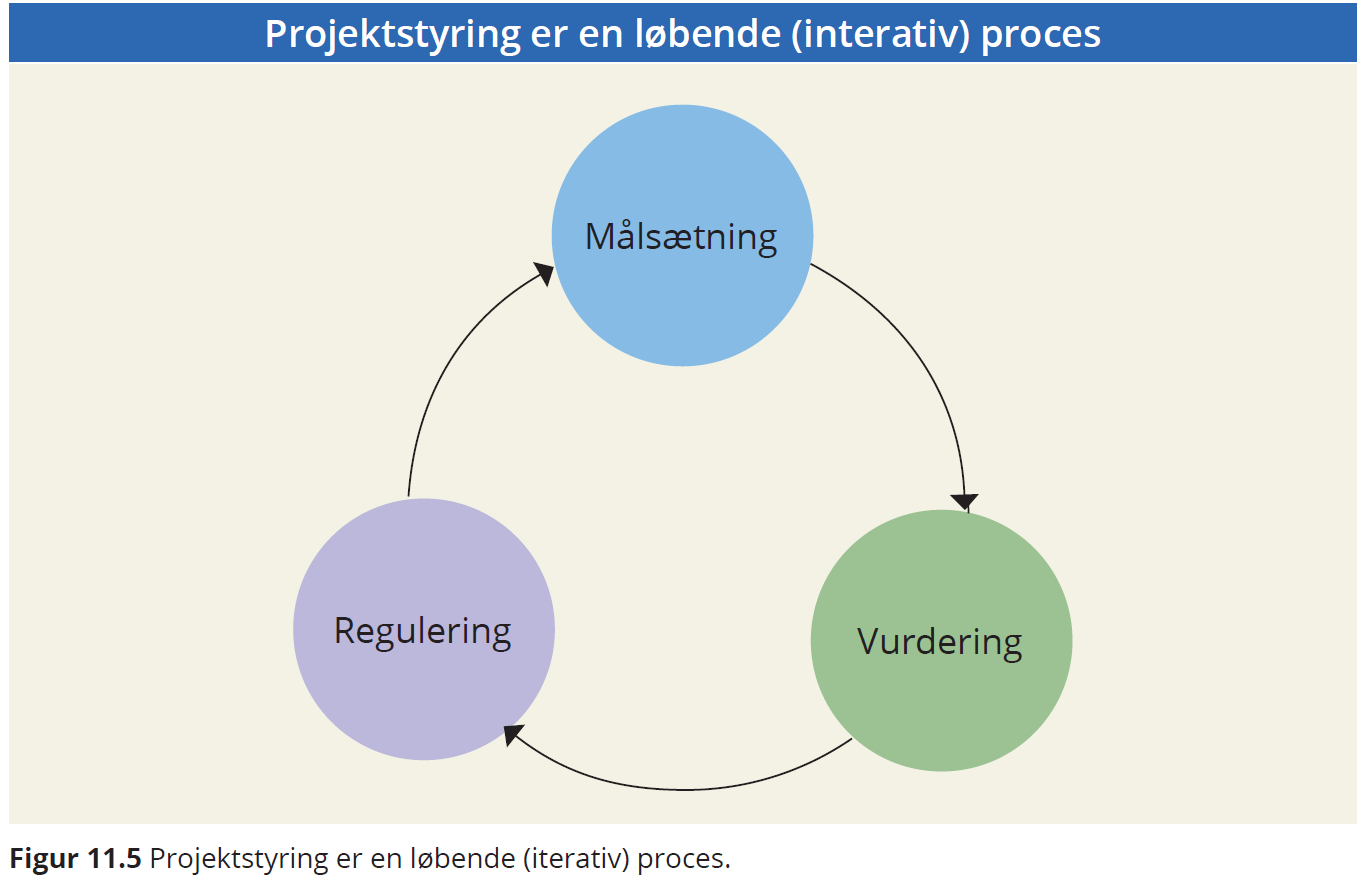 Projektstyring er en løbende (interativ) proces
Målsætning
Regulering
Vurdering
Figur 11.5 Projektstyring er en løbende (iterativ) proces.